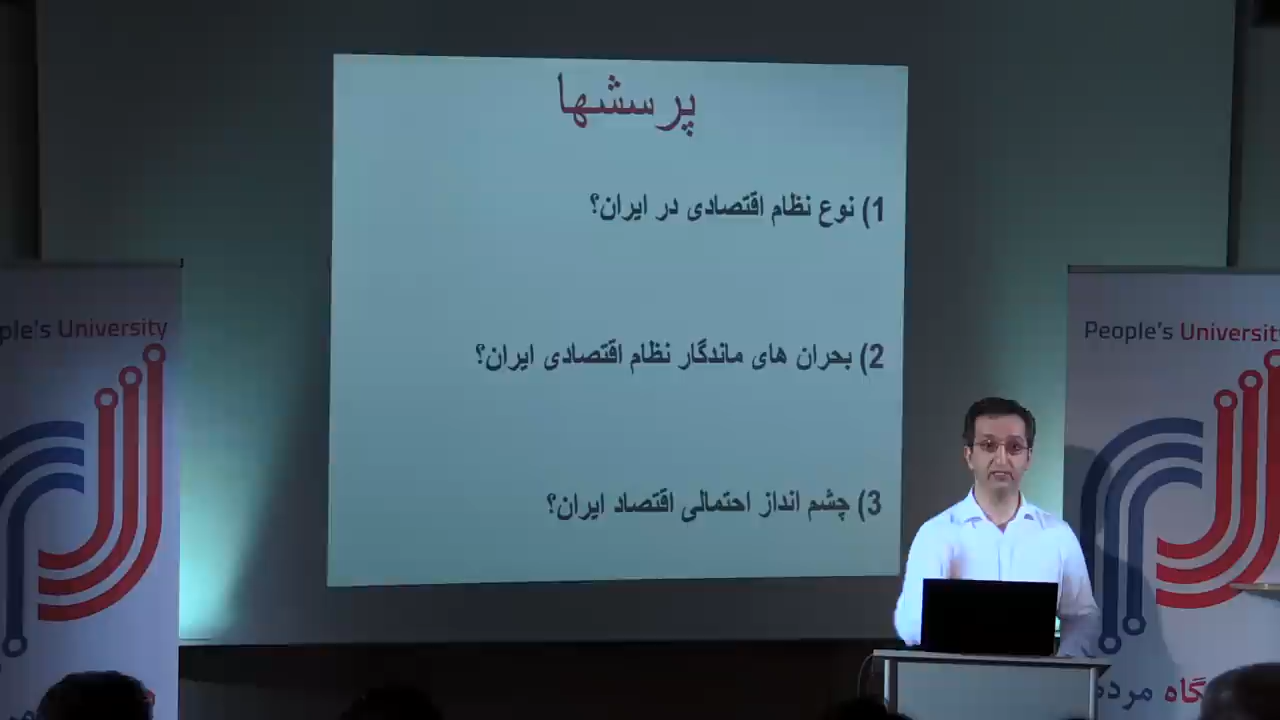 پرسشها
1) نوع نظام اقتصادی در ایران؟
2) بحران های ماندگار نظام اقتصادی ایران؟
3) چشم انداز احتمالی اقتصاد ایران؟
University
People's University